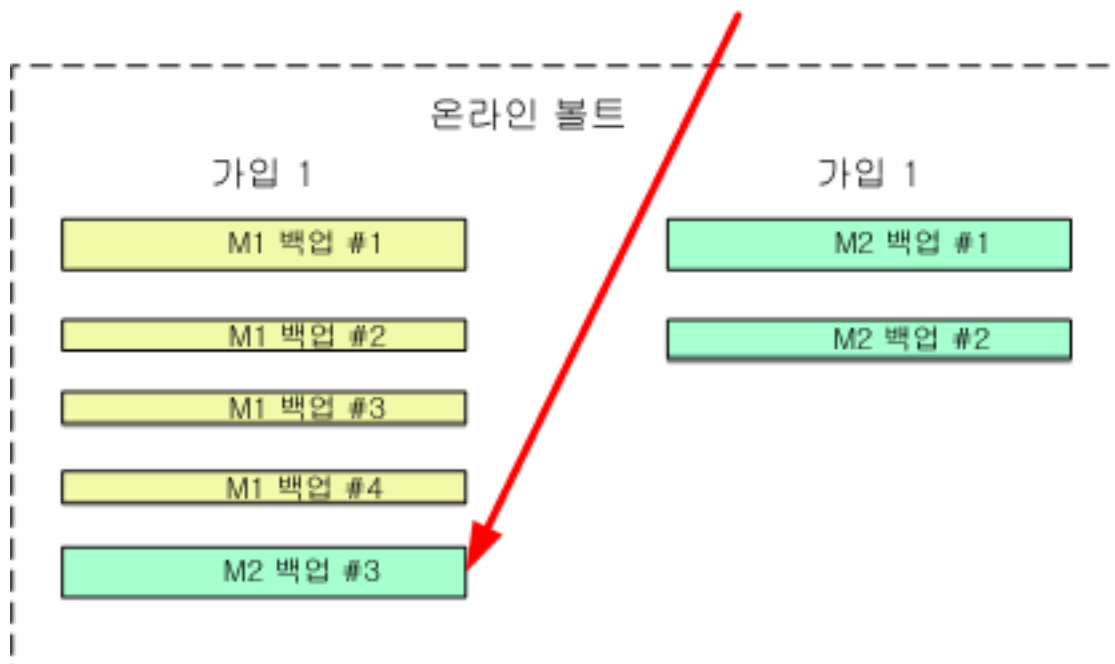 온라인 볼트
가입 1
M1 백업 #1
M1 백업 #2
M1 백업 #3
M1 백업 #4
M2 백업 #3
가입 1
M2 백업 #1
M2 백업 #2